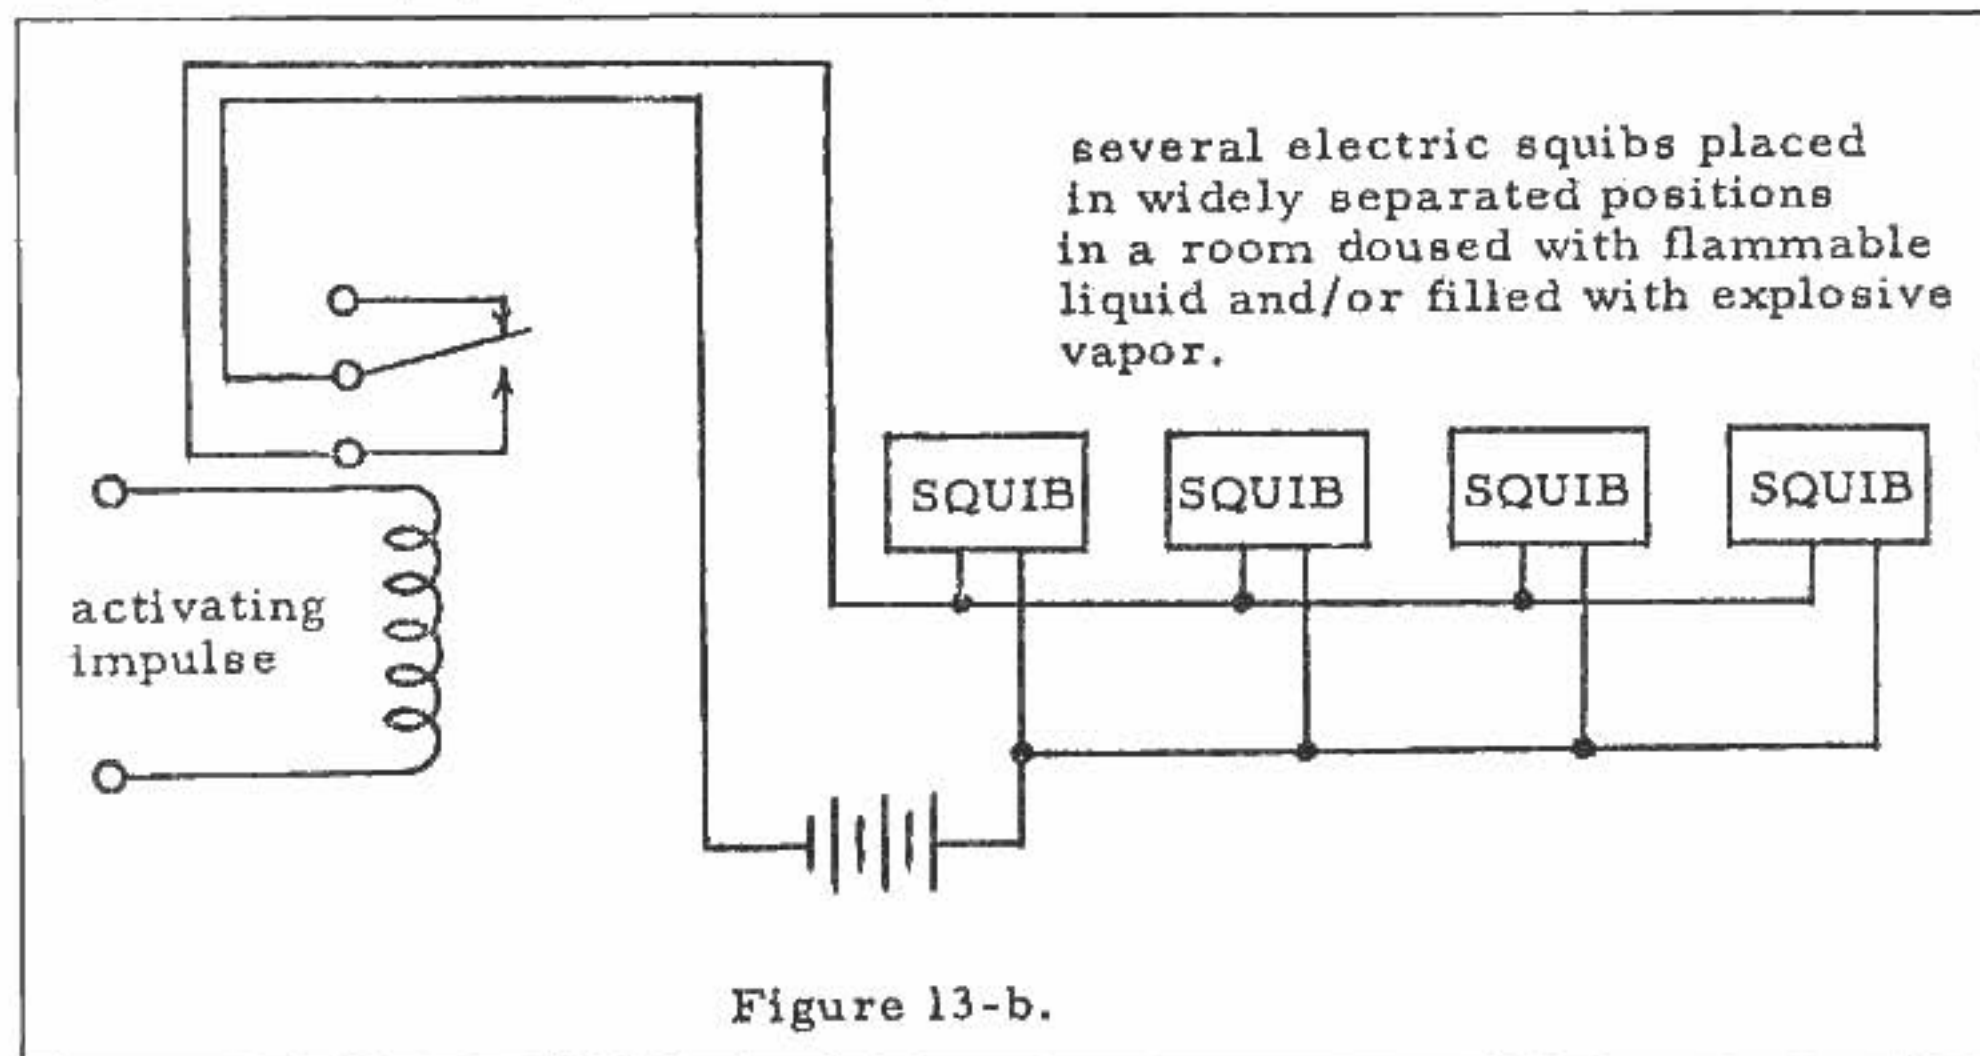 several electric squibs placed
in widely separated positions
in a room doused with flammable
liquid and/or filled with explosive
vapor.
SQUIB SQUIB SQUIB SQUIB
activating
impulse
Figure 13-b.